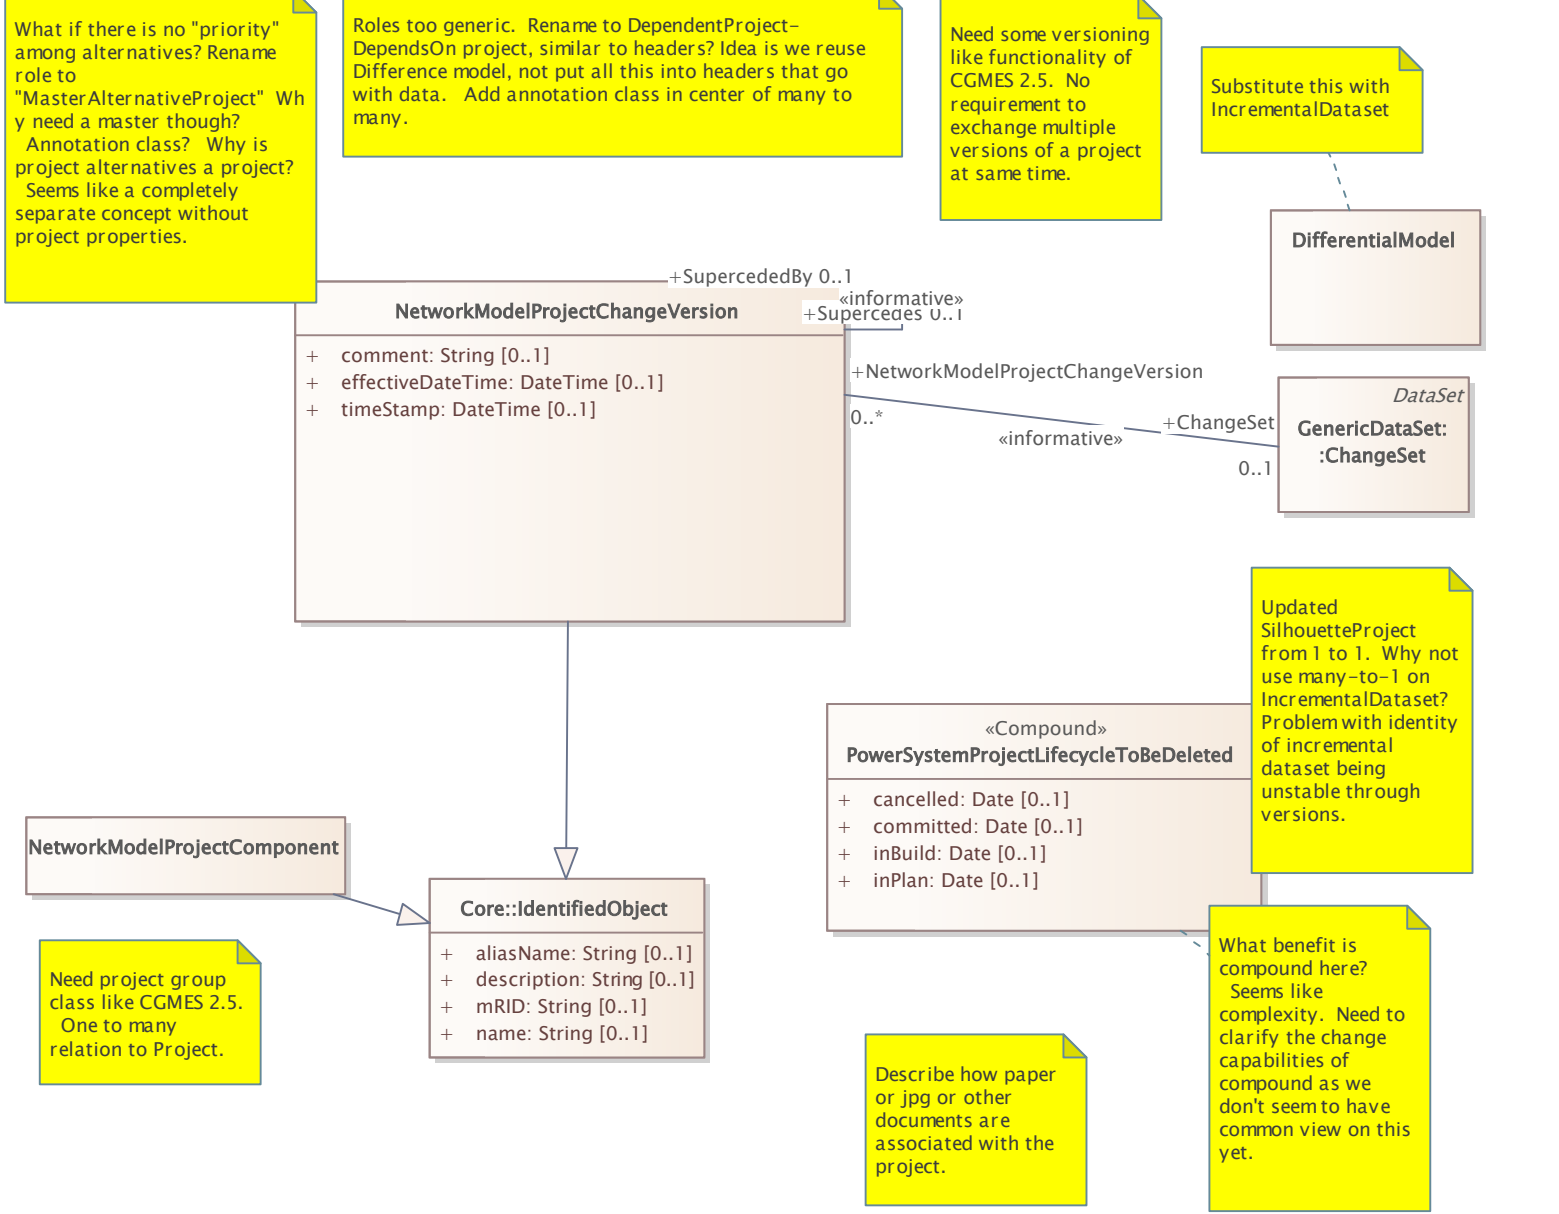 What if there is no "priority"
among alternatives? Rename
role to
"MasterAlternativeProject"  Wh
y need a master though?
Annotation class?   Why is
project alternatives a project?
Seems like a completely
separate concept without
project properties.
Roles too generic.  Rename to DependentProject-
DependsOn project, similar to headers? Idea is we reuse
Difference model, not put all this into headers that go
with data.   Add annotation class in center of many to
many.
Need some versioning
like functionality of
CGMES 2.5.  No
requirement to
exchange multiple
versions of a project
at same time.
Substitute this with
IncrementalDataset
DifferentialModel
+SupercededBy 0..1
«informative»
+Supercedes 0..1
NetworkModelProjectChangeVersion
+ comment: String [0..1]
+ effectiveDateTime: DateTime [0..1]
+ timeStamp: DateTime [0..1]
+NetworkModelProjectChangeVersion
0..*
«informative»
+ChangeSet
0..1
DataSet
GenericDataSet:
:ChangeSet
Updated
SilhouetteProject
from 1 to 1.  Why not
use many-to-1 on
IncrementalDataset?
Problem with identity
of incremental
dataset being
unstable through
versions.
«Compound»
PowerSystemProjectLifecycleToBeDeleted
+ cancelled: Date [0..1]
+ committed: Date [0..1]
+ inBuild: Date [0..1]
+ inPlan: Date [0..1]
NetworkModelProjectComponent
Core::IdentifiedObject
+ aliasName: String [0..1]
+ description: String [0..1]
+ mRID: String [0..1]
+ name: String [0..1]
Need project group
class like CGMES 2.5.
One to many
relation to Project.
What benefit is
compound here?
Seems like
complexity.  Need to
clarify the change
capabilities of
compound as we
don't seem to have
common view on this
yet.
Describe how paper
or jpg or other
documents are
associated with the
project.